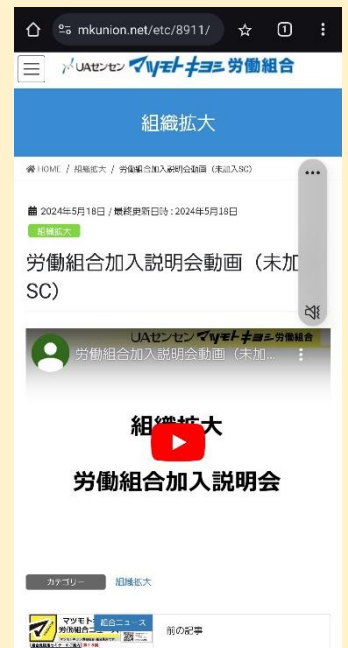 mkunion.net/etc/8911/
1
UAゼンセン マツモトキヨシ 労働組合
組織拡大
HOME / 組織拡大 / 労働組合加入説明会動画（未加入SC）
2024年5月18日 / 最終更新日時 : 2024年5月18日
組織拡大
労働組合加入説明会動画（未加
SC）
UAゼンセン マツモトキヨシ 労働組合
労働組合加入説明会動画（未加...
組織拡大
労働組合加入説明会
カテゴリー
組織拡大
組合ニュース
前の記事